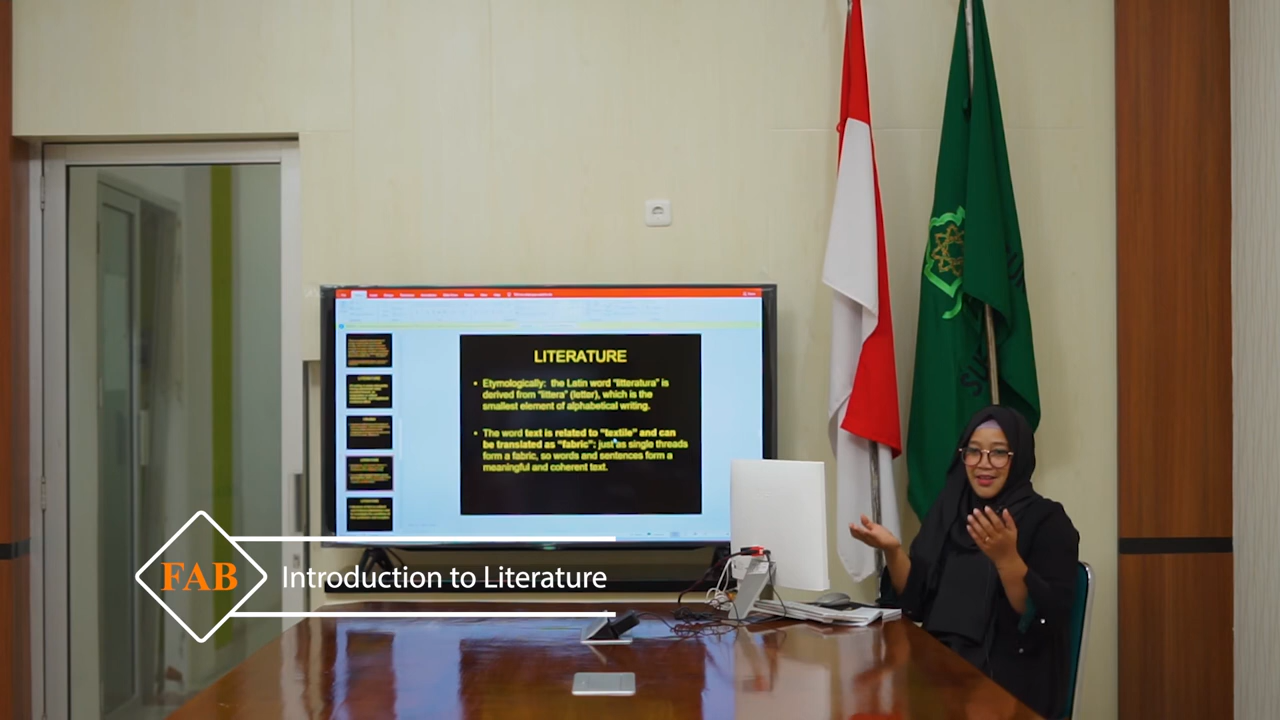 LITERATURE
• Etymologically: the Latin word "litteratura" is
derived from "littera" (letter), which is the
smallest element of alphabetical writing.
• The word text is related to "textile" and can
be translated as "fabric": just as single threads
form a fabric, so words and sentences form a
meaningful and coherent text.
FAB
Introduction to Literature